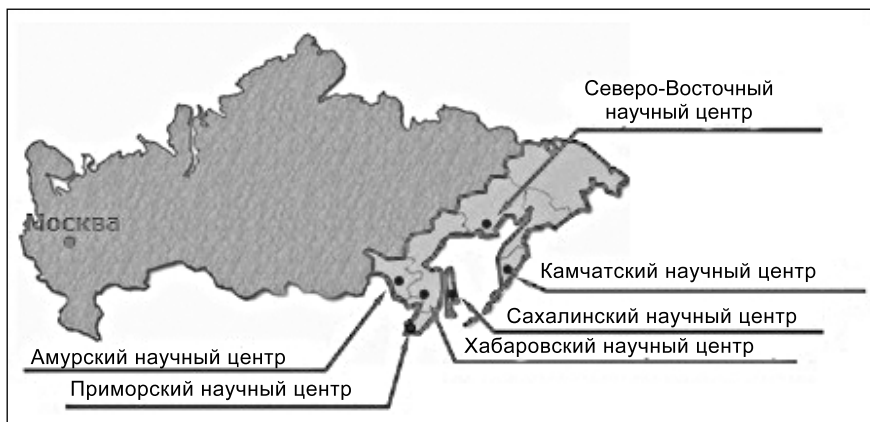 Северо-Восточный
научный центр
Москва
Камчатский научный центр
Сахалинский научный центр
Хабаровский научный центр
Амурский научный центр
Приморский научный центр